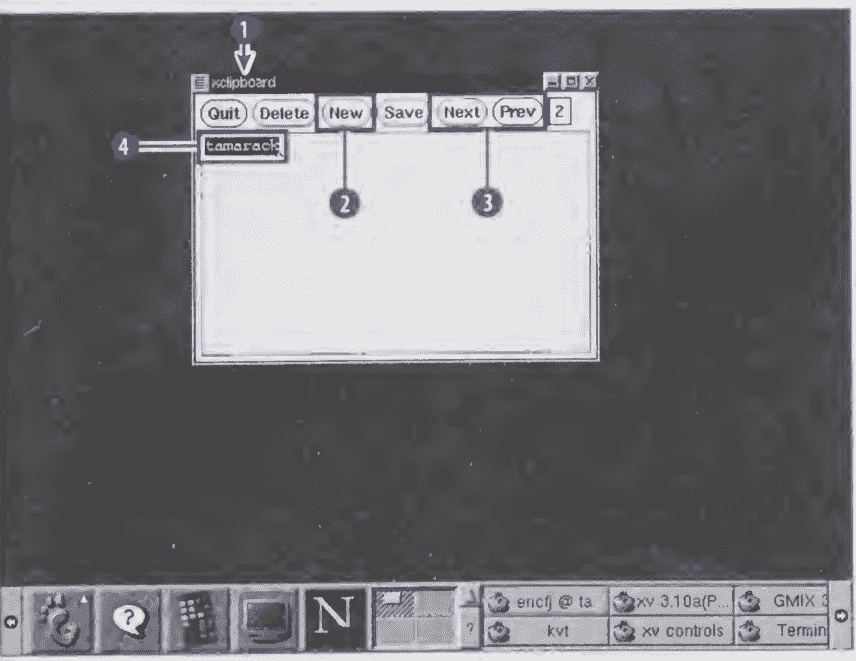 1
xclipboard
Quit Delete New Save Next Prev 2
4 tamarack
2 3
N
?
?
ericfj @ ta
xv 3.10a(P...
GMIX 3
kvt
xv controls
Termin